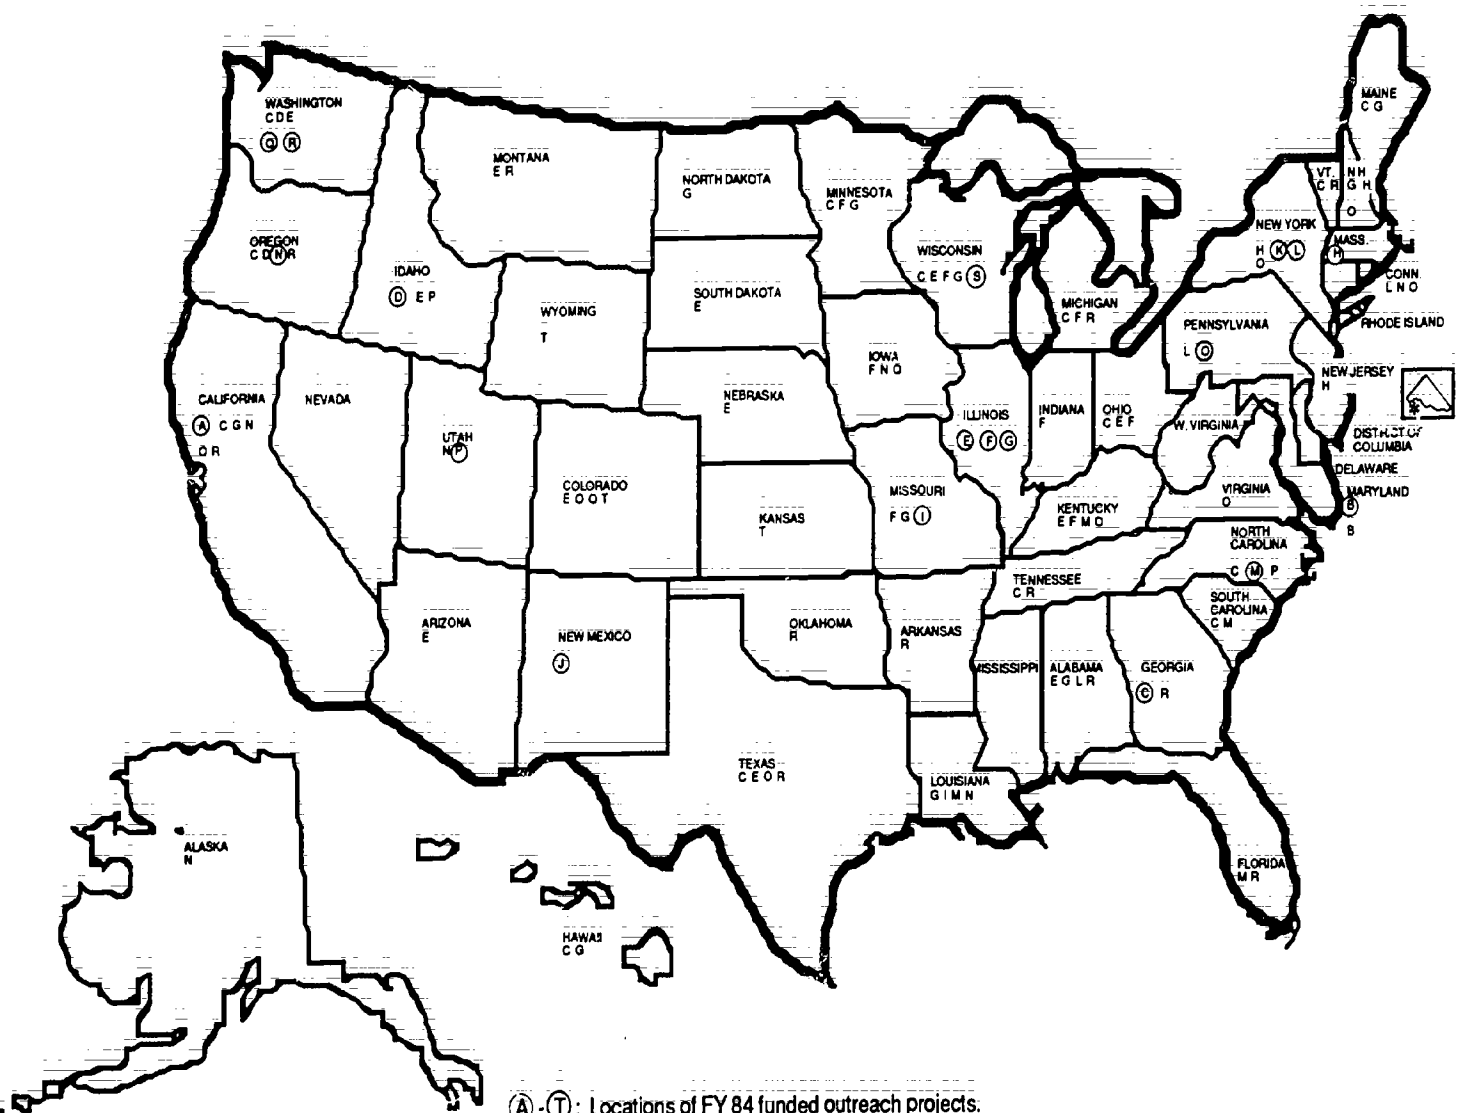 MAINE
C G
WASHINGTON
C D E
Q R
MONTANA
E R
NORTH DAKOTA
G
MINNESOTA
C F G
VT.
C R
N H
G H
O
NEW YORK
H K L
O
MASS.
H
OREGON
C D N R
IDAHO
D E P
WISCONSIN
C E F G S
CONN.
L N O
SOUTH DAKOTA
E
WYOMING
T
MICHIGAN
C F R
PENNSYLVANIA
L O
RHODE ISLAND
IOWA
F N O
NEW JERSEY
H
CALIFORNIA
A C G N
O R
NEVADA
NEBRASKA
E
ILLINOIS
E F G
INDIANA
F
OHIO
C E F
W. VIRGINIA
DISTRICT OF
COLUMBIA
UTAH
N P
DELAWARE
COLORADO
E O O T
MISSOURI
F G I
VIRGINIA
O
MARYLAND
B
B
KANSAS
T
KENTUCKY
E F M O
NORTH
CAROLINA
C M P
TENNESSEE
C R
SOUTH
CAROLINA
C M
ARIZONA
E
NEW MEXICO
J
OKLAHOMA
R
ARKANSAS
R
MISSISSIPPI
ALABAMA
E G L R
GEORGIA
C R
TEXAS
C E O R
LOUISIANA
G I M N
ALASKA
N
FLORIDA
M R
HAWAII
C G
A - T : Locations of FY 84 funded outreach projects.